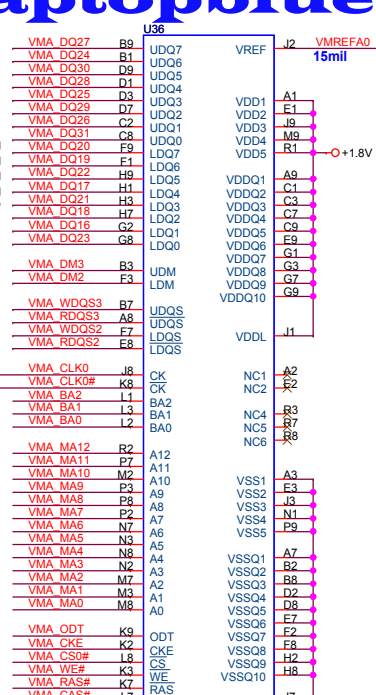 aptopblue
U36
VMA_DQ27 B9 UDQ7 VREF J2 VMREFA0
VMA_DQ24 B1 UDQ6 15mil
VMA_DQ30 D9 UDQ5
VMA_DQ28 D1 UDQ4
VMA_DQ25 D3 UDQ3 VDD1 A1
VMA_DQ29 D7 UDQ2 VDD2 E1
VMA_DQ26 C2 UDQ1 VDD3 J9
VMA_DQ31 C8 UDQ0 VDD4 M9
VMA_DQ20 F9 LDQ7 VDD5 R1 +1.8V
VMA_DQ19 F1 LDQ6
VMA_DQ22 H9 LDQ5 VDDQ1 A9
VMA_DQ17 H1 LDQ4 VDDQ2 C1
VMA_DQ21 H3 LDQ3 VDDQ3 C3
VMA_DQ18 H7 LDQ2 VDDQ4 C7
VMA_DQ16 G2 LDQ1 VDDQ5 C9
VMA_DQ23 G8 LDQ0 VDDQ6 E9
VDDQ7 G1
VMA_DM3 B3 UDM VDDQ8 G3
VMA_DM2 F3 LDM VDDQ9 G7
VDDQ10 G9
VMA_WDQS3 B7 UDQS
VMA_RDQS3 A8 UDQS
VMA_WDQS2 F7 LDQS VDDL J1
VMA_RDQS2 E8 LDQS
VMA_CLK0 J8 CK NC1 A2
VMA_CLK0# K8 CK NC2 E2
VMA_BA2 L1 BA2
VMA_BA1 L3 BA1 NC4 R3
VMA_BA0 L2 BA0 NC5 R7
NC6 R8
VMA_MA12 R2 A12
VMA_MA11 P7 A11
VMA_MA10 M2 A10 VSS1 A3
VMA_MA9 P3 A9 VSS2 E3
VMA_MA8 P8 A8 VSS3 J3
VMA_MA7 P2 A7 VSS4 N1
VMA_MA6 N7 A6 VSS5 P9
VMA_MA5 N3 A5
VMA_MA4 N8 A4 VSSQ1 A7
VMA_MA3 N2 A3 VSSQ2 B2
VMA_MA2 M7 A2 VSSQ3 B8
VMA_MA1 M3 A1 VSSQ4 D2
VMA_MA0 M8 A0 VSSQ5 D8
VSSQ6 E7
VMA_ODT K9 ODT VSSQ7 F2
VMA_CKE K2 CKE VSSQ8 F8
VMA_CS0# L8 CS VSSQ9 H2
VMA_WE# K3 WE VSSQ10 H8
VMA_RAS# K7 RAS
VMA_CAS# L7 J7